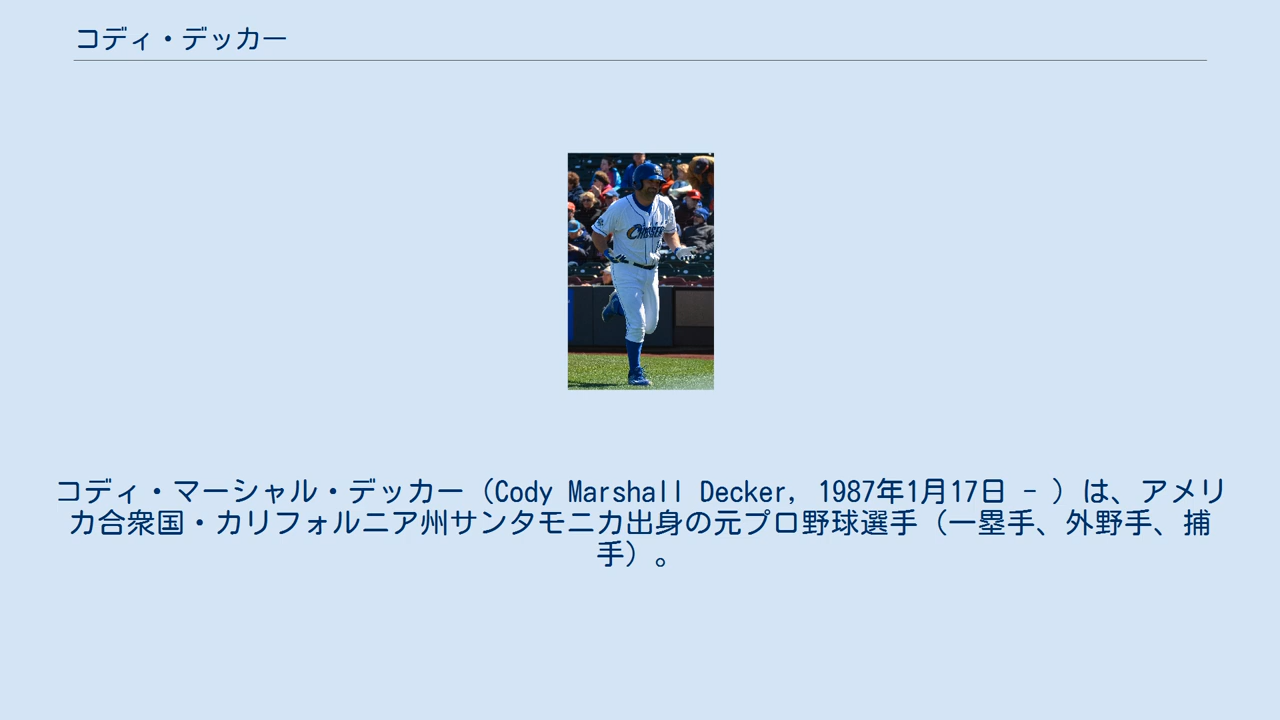 コディ・デッカー
コディ・マーシャル・デッカー（Cody Marshall Decker, 1987年1月17日 - ）は、アメリ
カ合衆国・カリフォルニア州サンタモニカ出身の元プロ野球選手（一塁手、外野手、捕
手）。